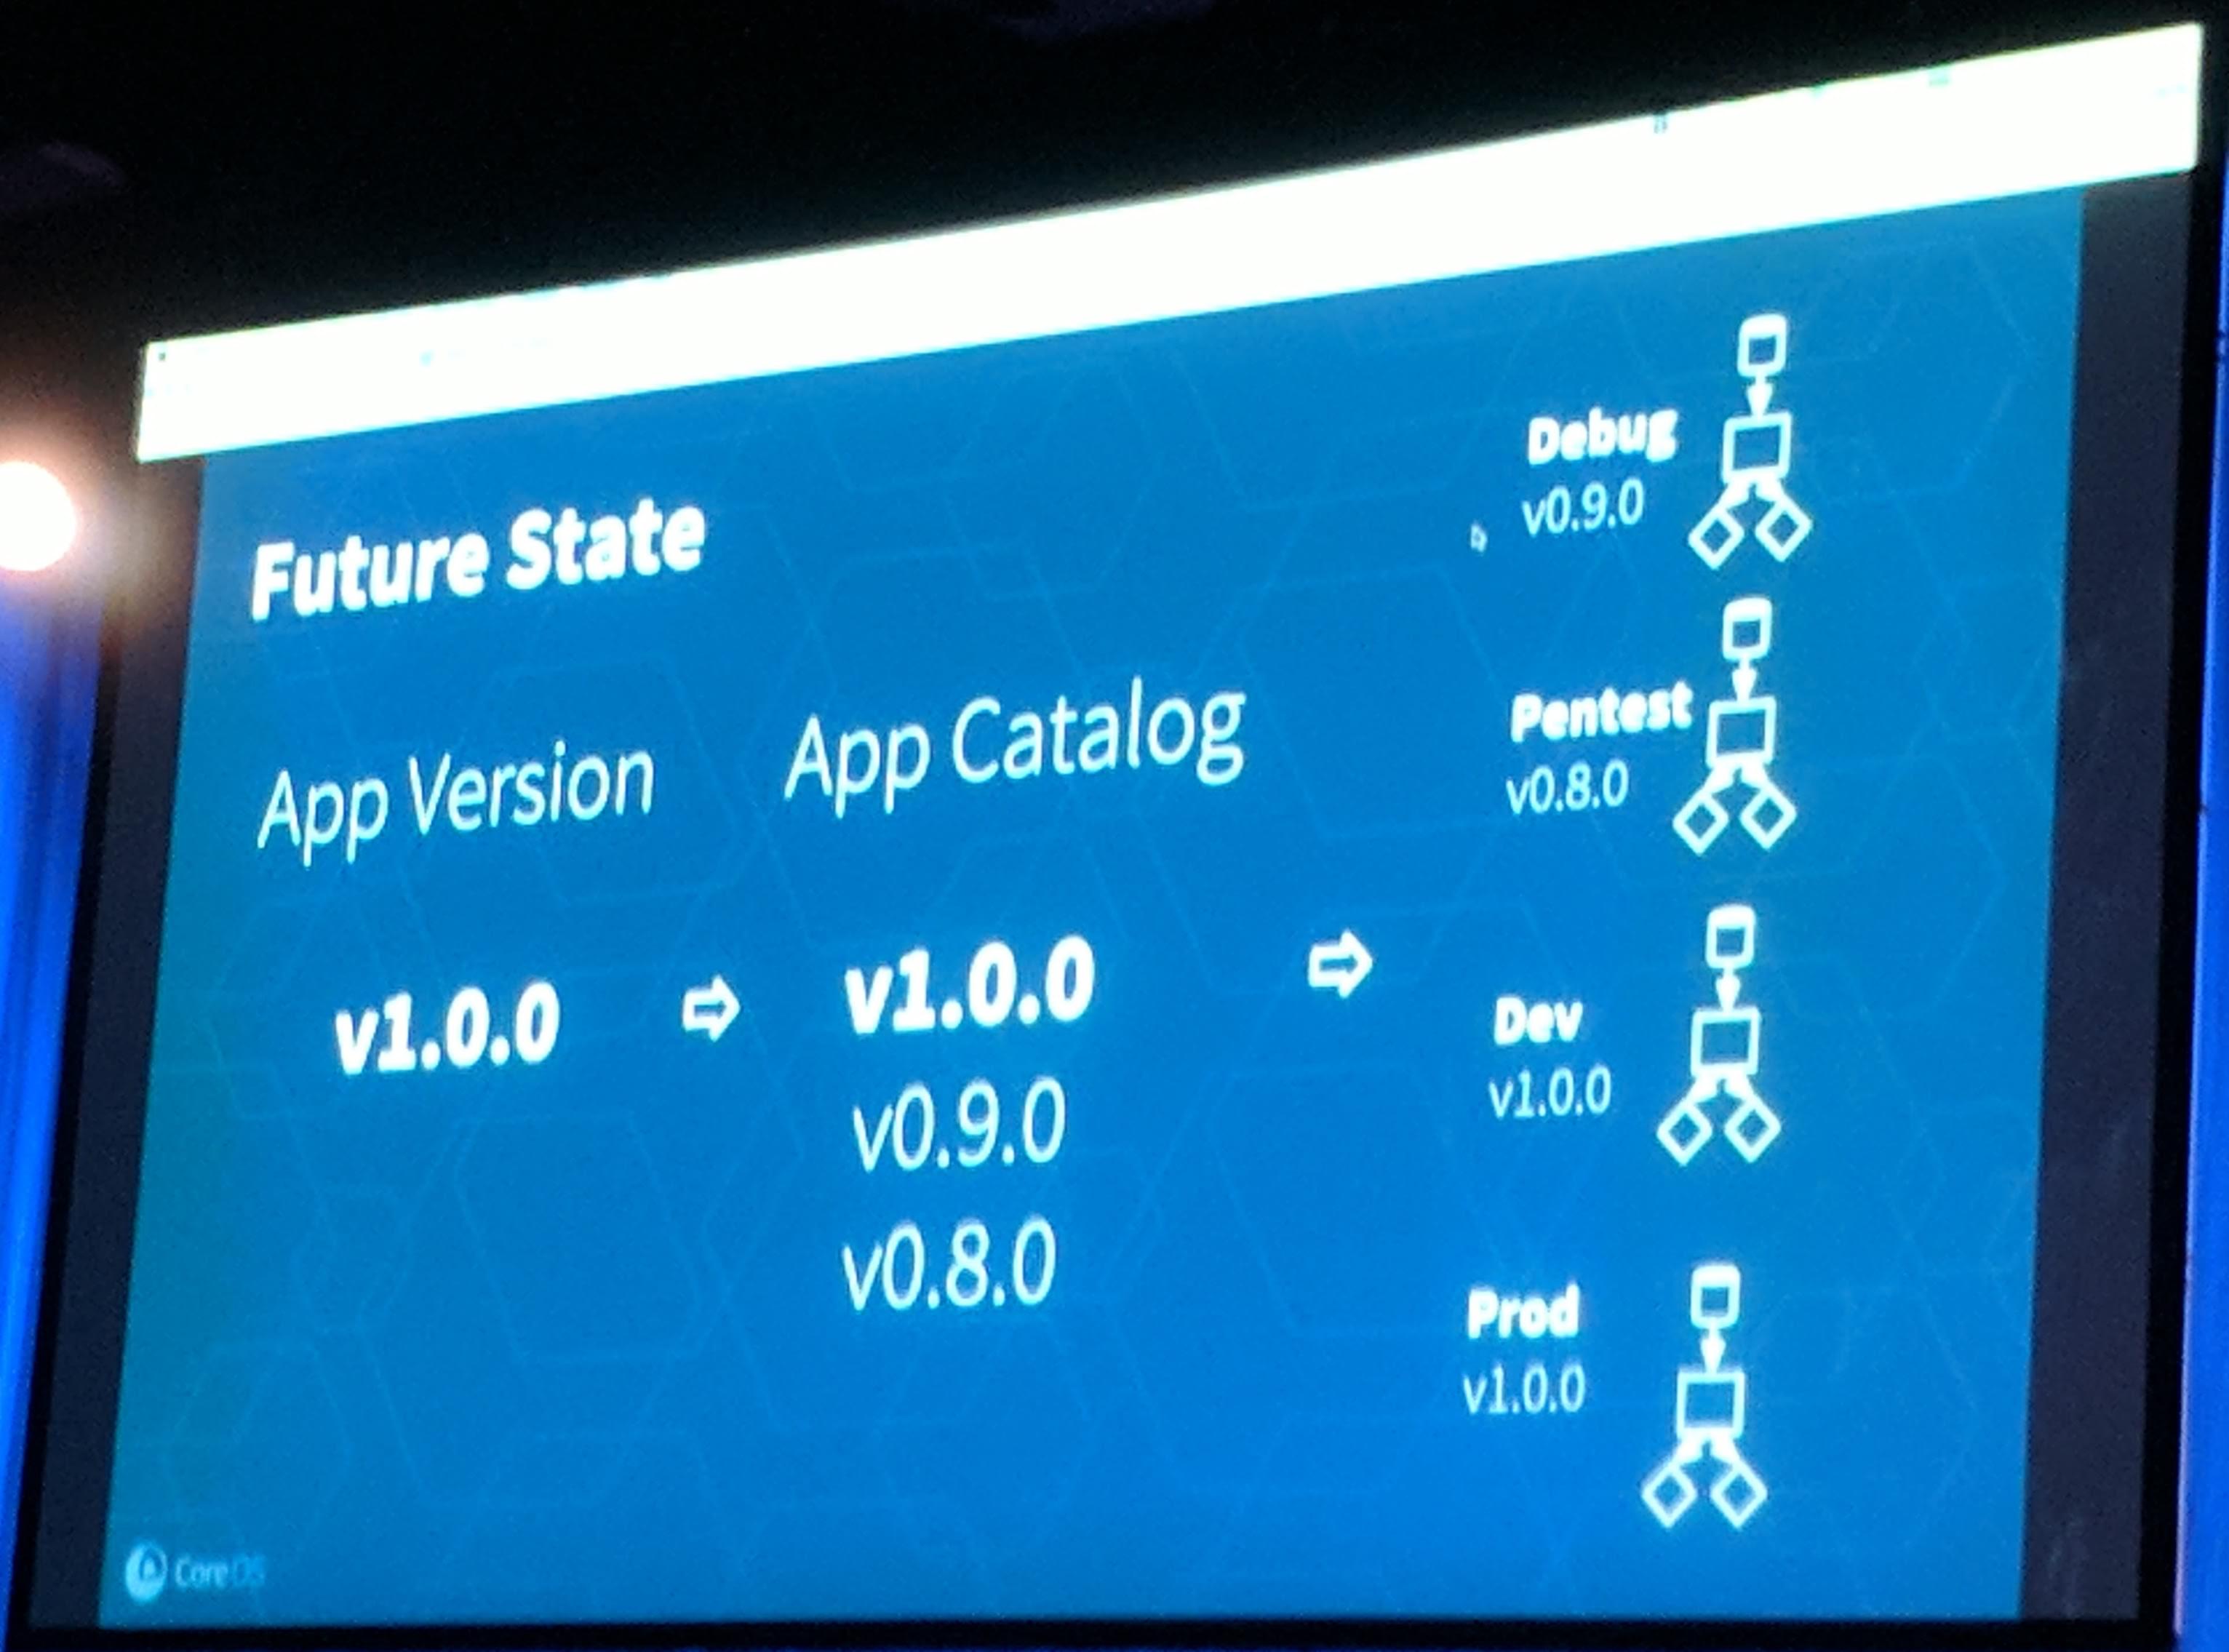 Future State
App Version
v1.0.0
App Catalog
v1.0.0
v0.9.0
v0.8.0
Debug
v0.9.0
Pentest
v0.8.0
Dev
v1.0.0
Prod
v1.0.0
CoreOS